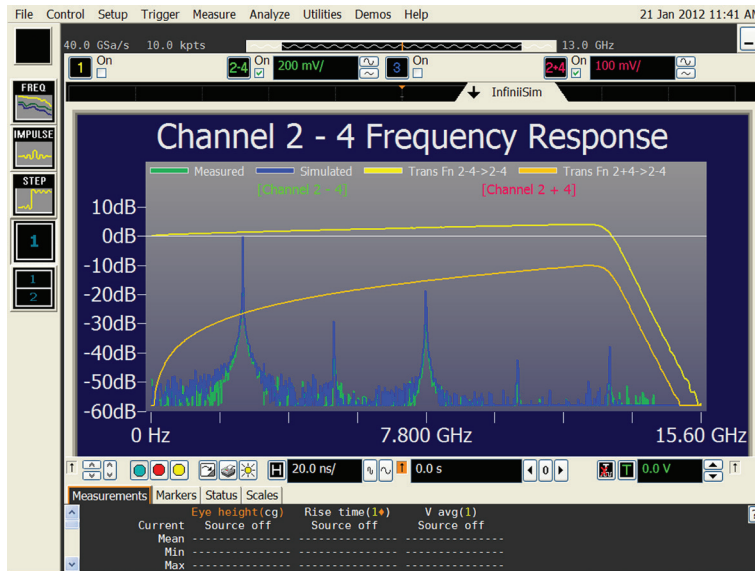 File Control Setup Trigger Measure Analyze Utilities Demos Help 21 Jan 2012 11:41 AM
40.0 GSa/s 10.0 kpts 13.0 GHz
1 On 2-4 On 200 mV/ 3 On 2+4 On 100 mV/
InfiniiSim
FREQ
IMPULSE
STEP
1
1
2
Channel 2 - 4 Frequency Response
Measured Simulated Trans Fn 2-4->2-4 Trans Fn 2+4->2-4
[Channel 2 - 4] [Channel 2 + 4]
10dB
0dB
-10dB
-20dB
-30dB
-40dB
-50dB
-60dB
0 Hz 7.800 GHz 15.60 GHz
H 20.0 ns/ 0.0 s 0 T 0.0 V
Measurements Markers Status Scales
Eye height(cg) Rise time(1♦) V avg(1)
Current Source off Source off Source off
Mean -------------- -------------- --------------
Min -------------- -------------- --------------
Max -------------- -------------- --------------